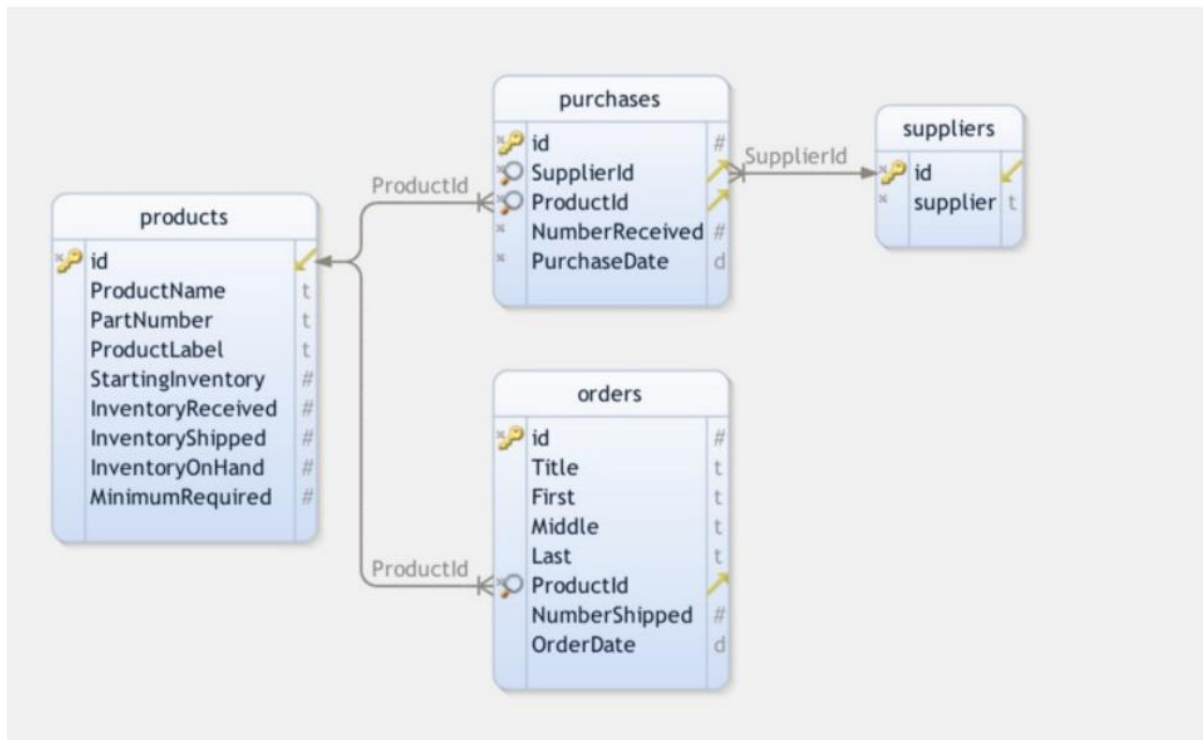 products
id
ProductName t
PartNumber t
ProductLabel t
StartingInventory #
InventoryReceived #
InventoryShipped #
InventoryOnHand #
MinimumRequired #
ProductId
purchases
id #
SupplierId
ProductId
NumberReceived #
PurchaseDate d
SupplierId
suppliers
id
supplier t
ProductId
orders
id #
Title t
First t
Middle t
Last t
ProductId
NumberShipped #
OrderDate d